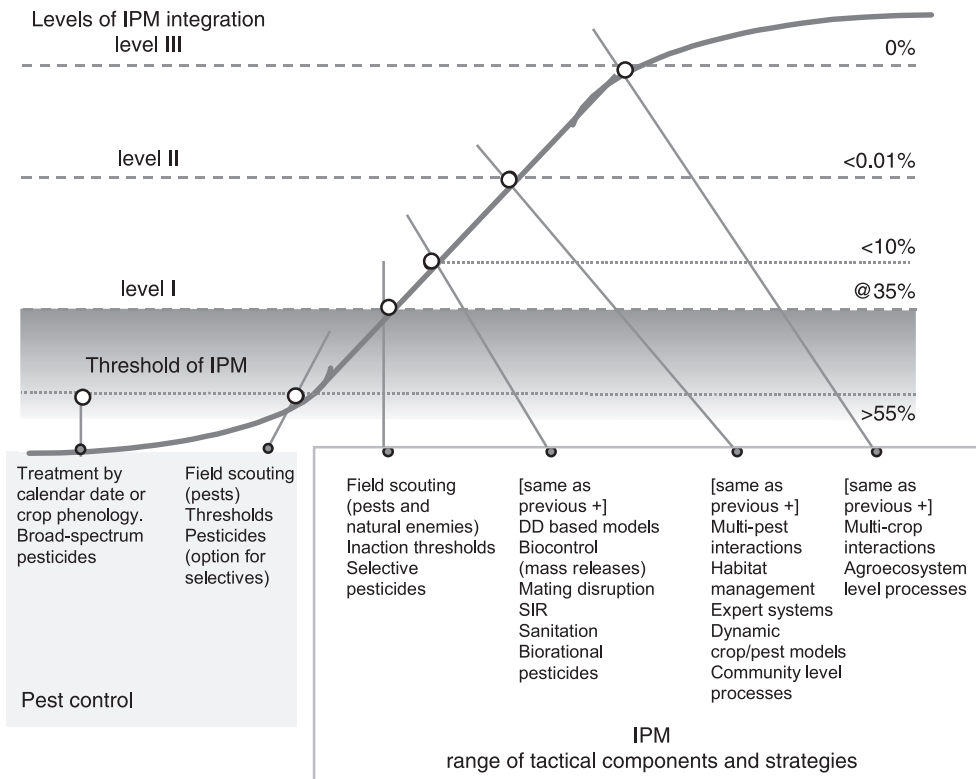 Levels of IPM integration
level III
0%
level II
<0.01%
<10%
level I
@35%
Threshold of IPM
>55%
Treatment by
calendar date or
crop phenology.
Broad-spectrum
pesticides
Field scouting
(pests)
Thresholds
Pesticides
(option for
selectives)
Pest control
Field scouting
(pests and
natural enemies)
Inaction thresholds
Selective
pesticides
[same as
previous +]
DD based models
Biocontrol
(mass releases)
Mating disruption
SIR
Sanitation
Biorational
pesticides
[same as
previous +]
Multi-pest
interactions
Habitat
management
Expert systems
Dynamic
crop/pest models
Community level
processes
[same as
previous +]
Multi-crop
interactions
Agroecosystem
level processes
IPM
range of tactical components and strategies